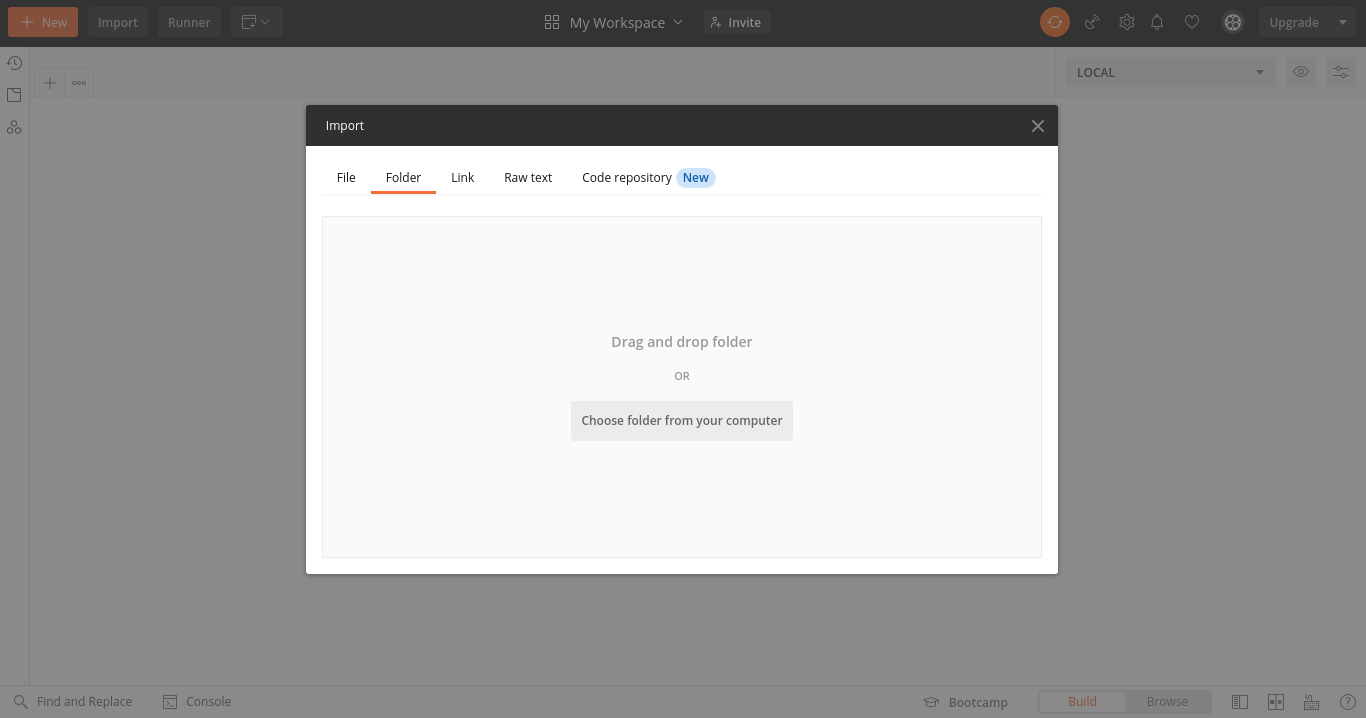 New
Import
Runner
My Workspace
Invite
Upgrade
LOCAL
Import
File
Folder
Link
Raw text
Code repository
New
Drag and drop folder
OR
Choose folder from your computer
Find and Replace
Console
Bootcamp
Build
Browse